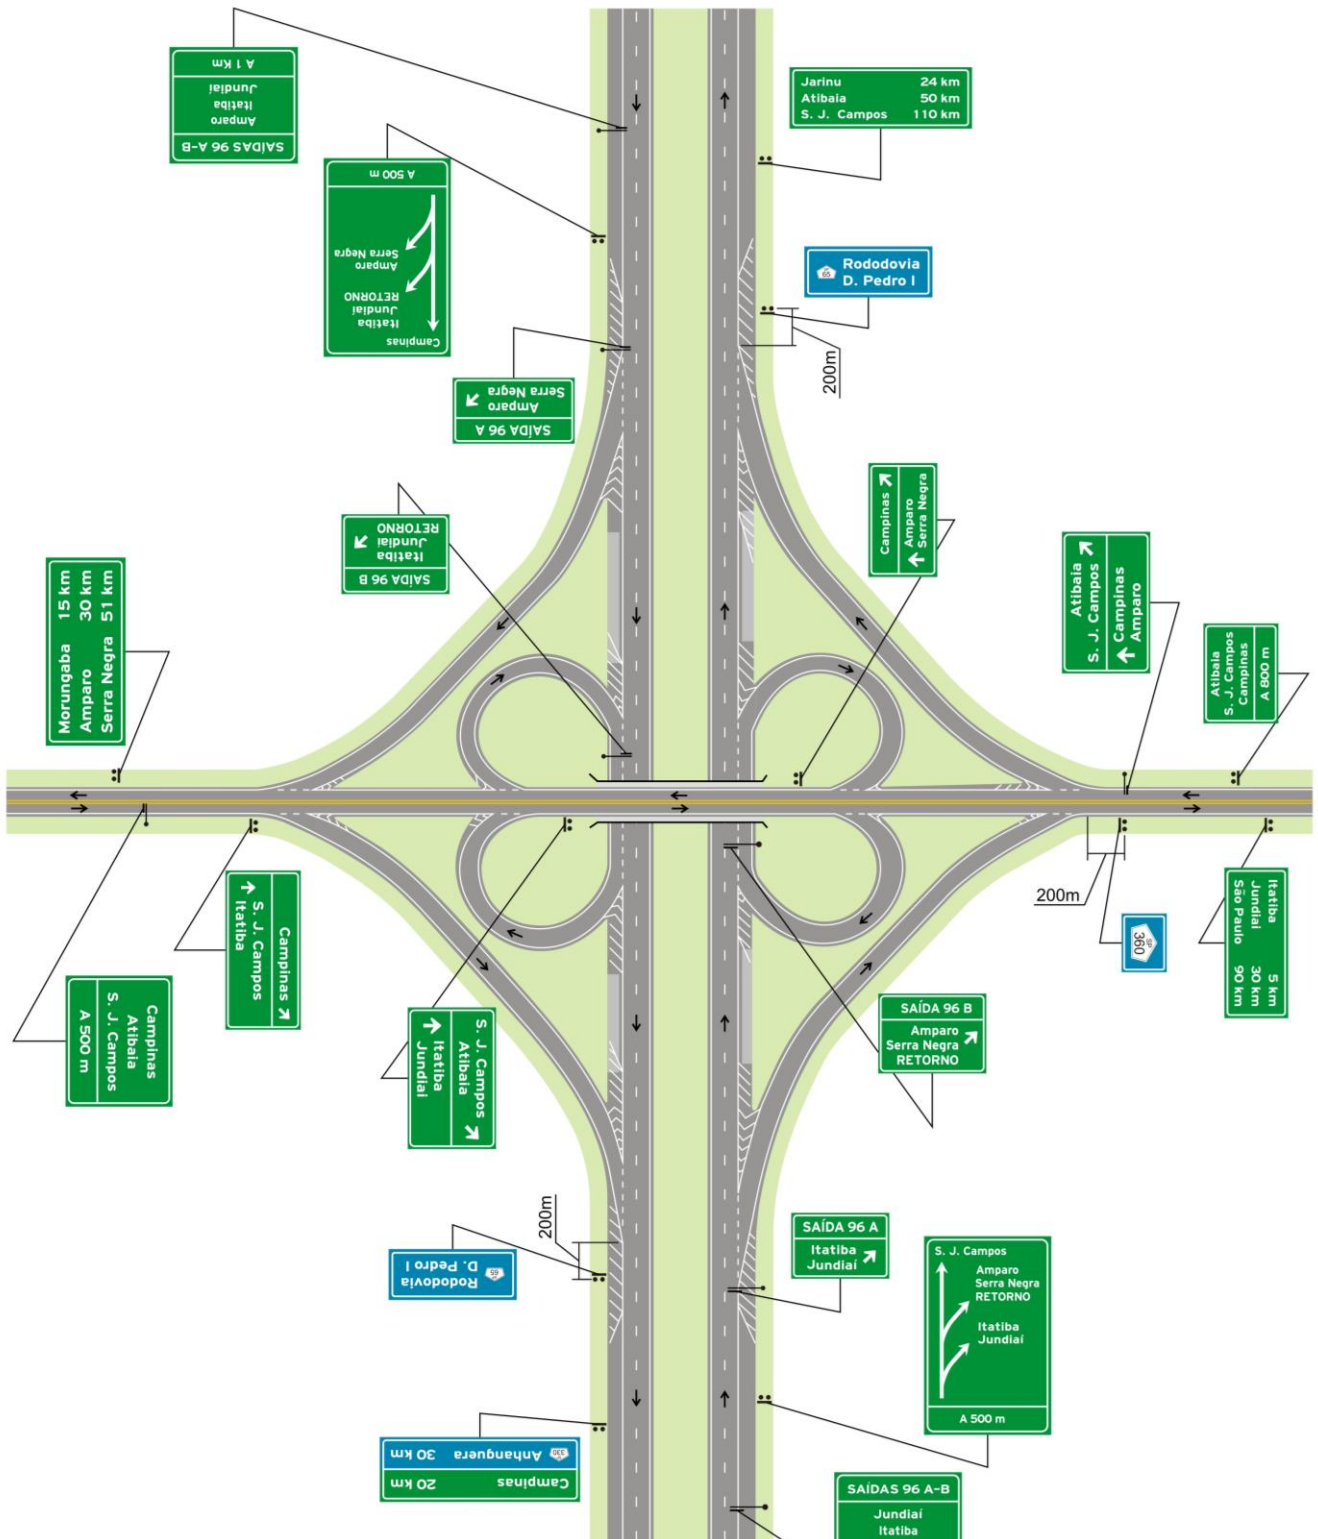 A 1 Km
Jundiaí
Itatiba
Amparo
SAÍDAS 96 A-B
Jarinu 24 km
Atibaia 50 km
S. J. Campos 110 km
Campinas
Itatiba
Jundiaí
RETORNO
Amparo
Serra Negra
A 500 m
65
Rododovia
D. Pedro I
200m
SAÍDA 96 A
Amparo
Serra Negra
SAÍDA 96 B
Itatiba
Jundiaí
RETORNO
Campinas
Amparo
Serra Negra
Atibaia
S. J. Campos
Campinas
Amparo
Atibaia
S. J. Campos
Campinas
A 800 m
Morungaba 15 km
Amparo 30 km
Serra Negra 51 km
200m
SP
360
Itatiba 5 km
Jundiaí 30 km
São Paulo 90 km
Campinas
S. J. Campos
Itatiba
Campinas
Atibaia
S. J. Campos
A 500 m
S. J. Campos
Atibaia
Itatiba
Jundiaí
SAÍDA 96 B
Amparo
Serra Negra
RETORNO
200m
65
Rododovia
D. Pedro I
SAÍDA 96 A
Itatiba
Jundiaí
S. J. Campos
Amparo
Serra Negra
RETORNO
Itatiba
Jundiaí
A 500 m
Campinas 20 km
330 Anhanguera 30 km
SAÍDAS 96 A-B
Jundiaí
Itatiba